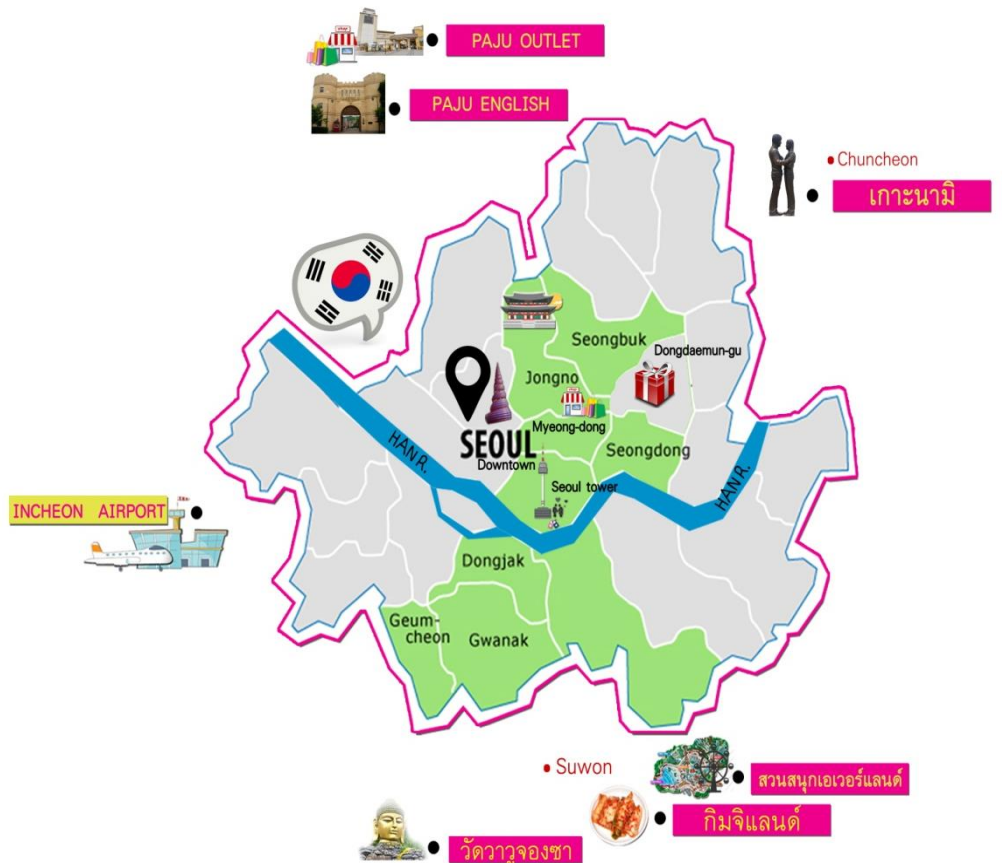 PAJU OUTLET
PAJU ENGLISH
• Chuncheon
เกาะนามิ
Seongbuk
Dongdaemun-gu
Jongno
Myeong-dong
SEOUL
Downtown
Seongdong
HAN R.
HAN R.
Seoul tower
INCHEON AIRPORT
Dongjak
Geum-
cheon
Gwanak
• Suwon
สวนสนุกเอเวอร์แลนด์
กิมจิแลนด์
วัดวาวูจองซา